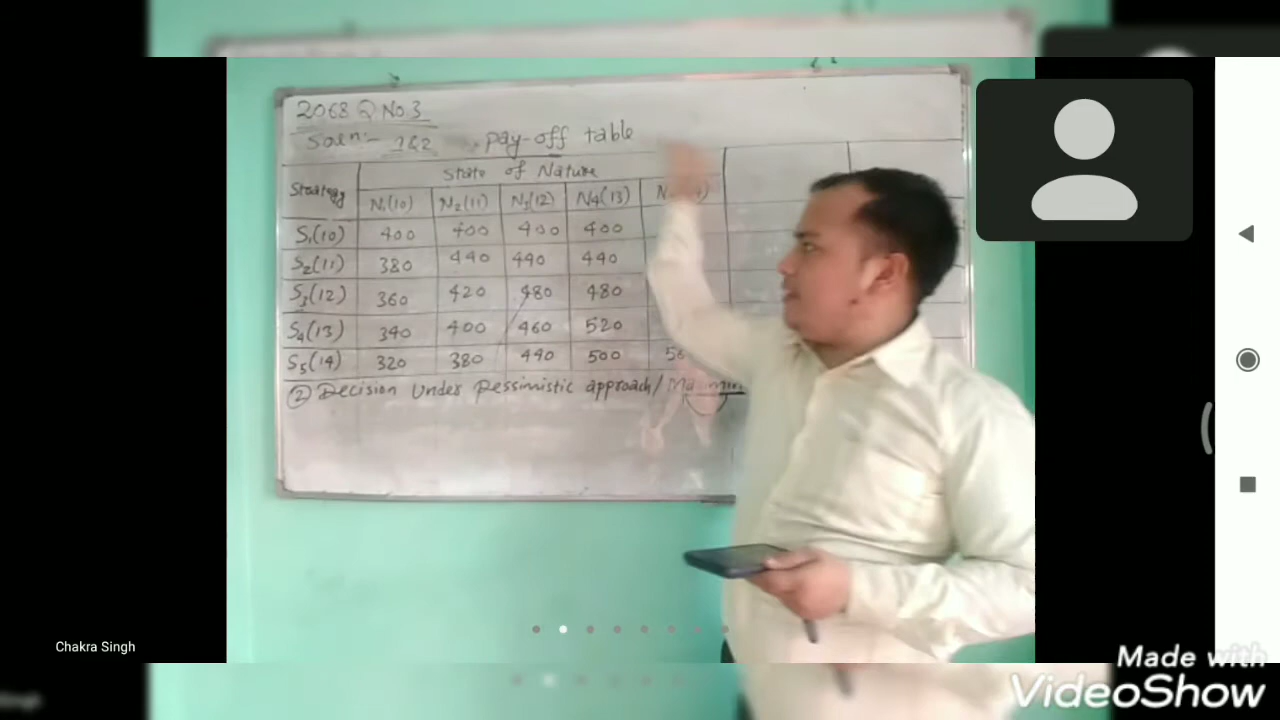 2068 Q No.3
Soln:- 1&2 pay-off table
Strategy State of Nature
N1(10) N2(11) N3(12) N4(13)
S1(10) 400 400 400 400
S2(11) 380 440 440 440
S3(12) 360 420 480 480
S4(13) 340 400 460 520
S5(14) 320 380 440 500
② Decision Under Pessimistic approach/ Maximin
Chakra Singh
Made with
VideoShow